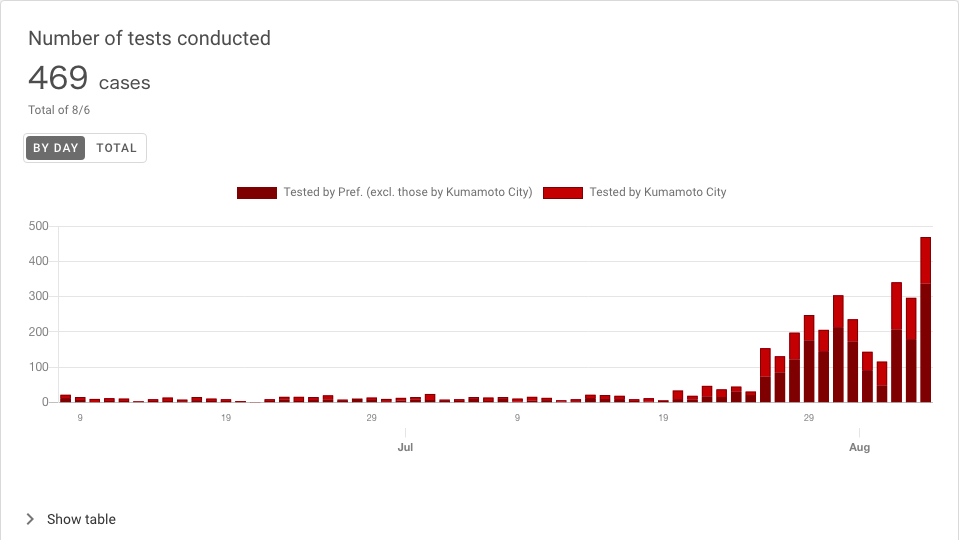 Number of tests conducted
469 cases
Total of 8/6
BY DAY TOTAL
Tested by Pref. (excl. those by Kumamoto City) Tested by Kumamoto City
500
400
300
200
100
0
9 19 29 9 19 29
Jul Aug
Show table